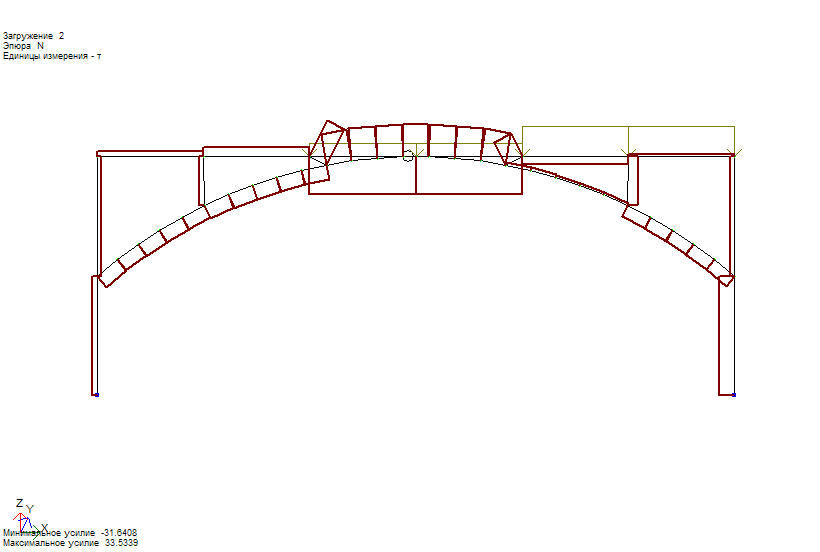 Загружение 2
Эпюра N
Единицы измерения - т
Z
Y
X
Минимальное усилие -31.6408
Максимальное усилие 33.5339